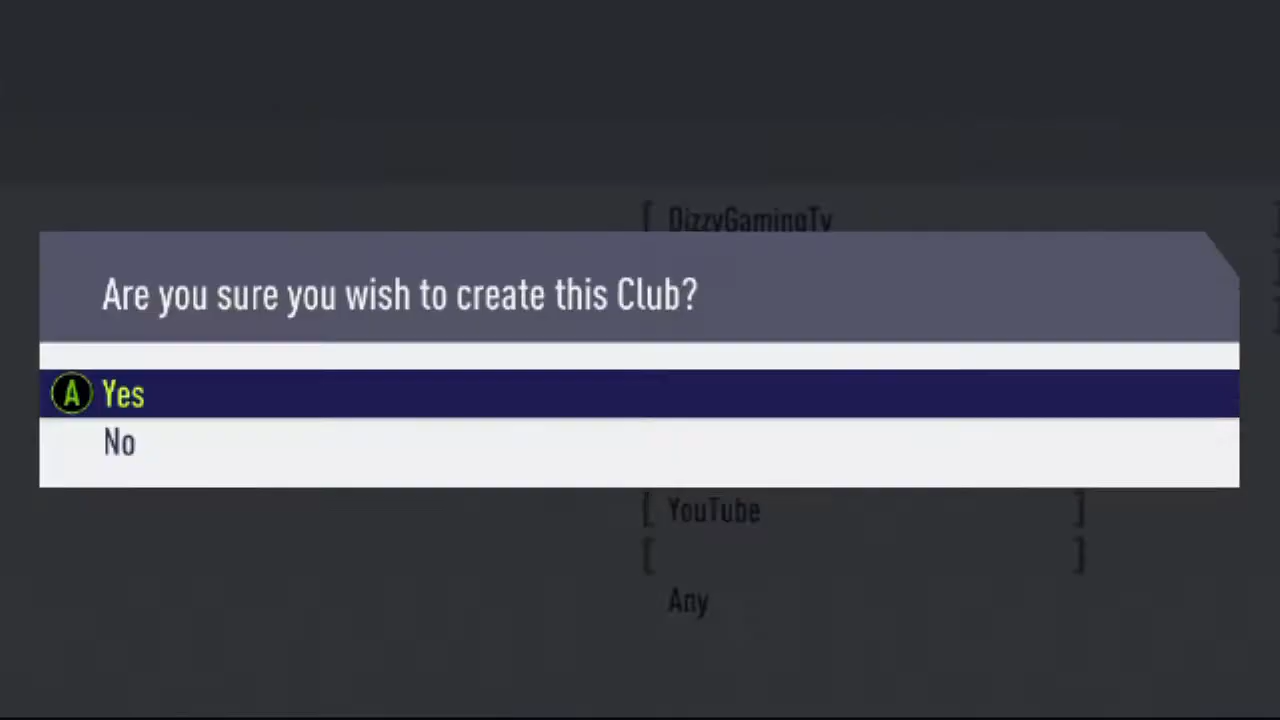 [ DizzyGamingTv
Are you sure you wish to create this Club?
A Yes
No
[ YouTube ]
[ ]
Any